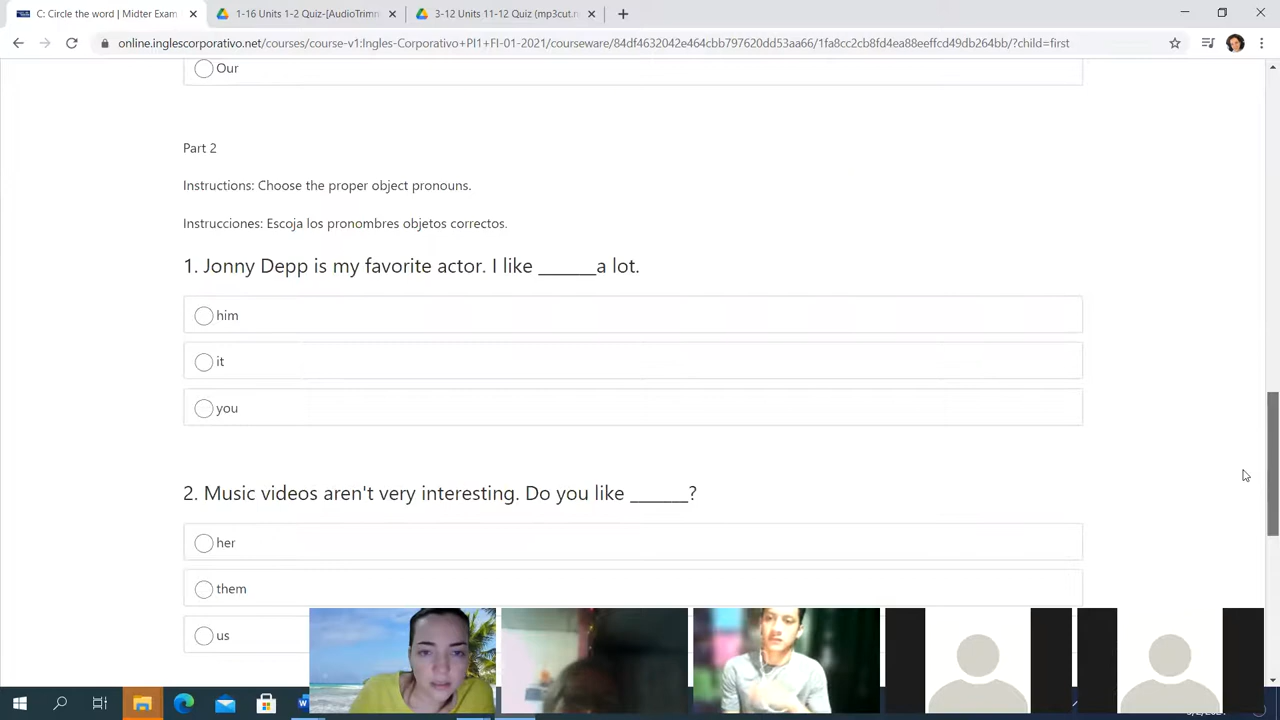 C: Circle the word | Midter Exam
1-16 Units 1-2 Quiz-[AudioTrimm
3-12 Units 11-12 Quiz (mp3cut.n
online.inglescorporativo.net/courses/course-v1:Ingles-Corporativo+PI1+FI-01-2021/courseware/84df4632042e464cbb797620dd53aa66/1fa8cc2cb8fd4ea88eeffcd49db264bb/?child=first
Our
Part 2
Instructions: Choose the proper object pronouns.
Instrucciones: Escoja los pronombres objetos correctos.
1. Jonny Depp is my favorite actor. I like ______a lot.
him
it
you
2. Music videos aren't very interesting. Do you like ______?
her
them
us